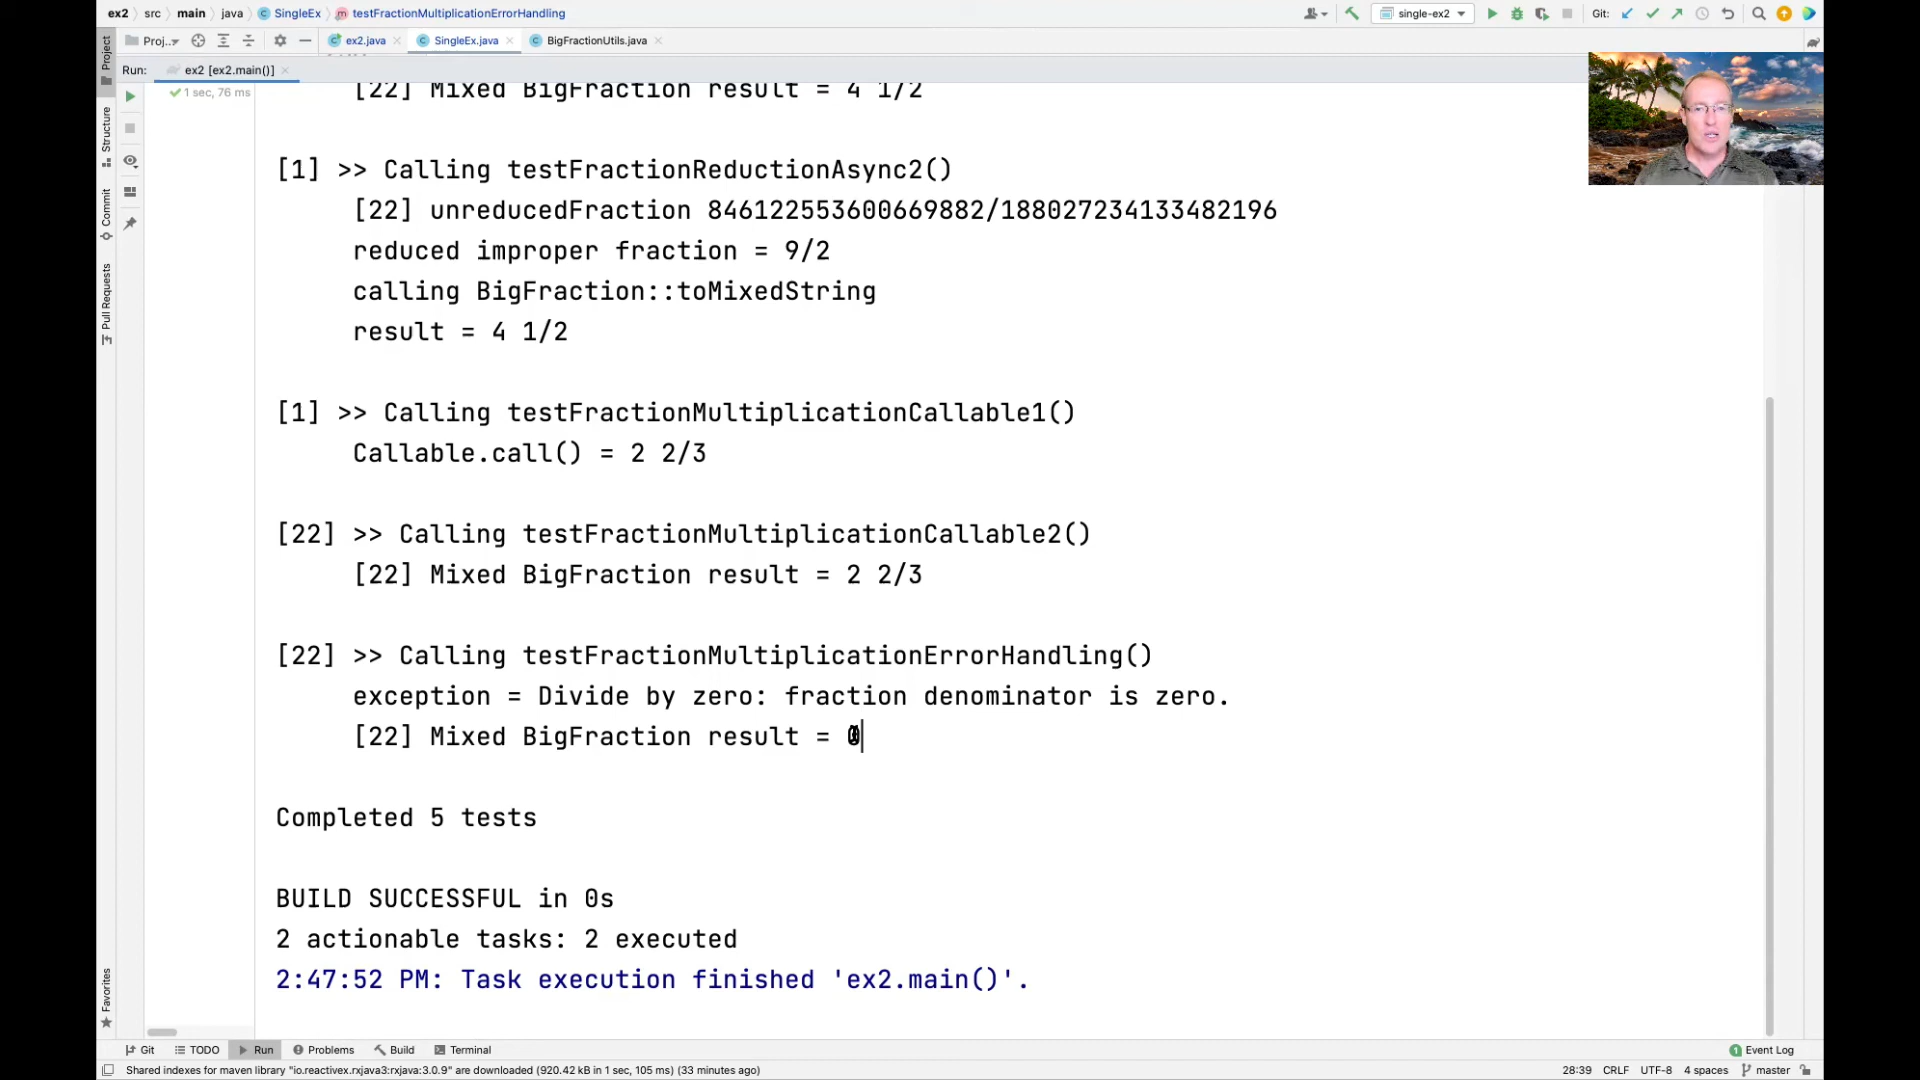 ex2 src main java SingleEx testFractionMultiplicationErrorHandling single-ex2 Git:
Proj.. ex2.java SingleEx.java BigFractionUtils.java
Run: ex2 [ex2.main()]
1 sec, 76 ms
[22] Mixed BigFraction result = 4 1/2
[1] >> Calling testFractionReductionAsync2()
[22] unreducedFraction 846122553600669882/188027234133482196
reduced improper fraction = 9/2
calling BigFraction::toMixedString
result = 4 1/2
[1] >> Calling testFractionMultiplicationCallable1()
Callable.call() = 2 2/3
[22] >> Calling testFractionMultiplicationCallable2()
[22] Mixed BigFraction result = 2 2/3
[22] >> Calling testFractionMultiplicationErrorHandling()
exception = Divide by zero: fraction denominator is zero.
[22] Mixed BigFraction result = 0
Completed 5 tests
BUILD SUCCESSFUL in 0s
2 actionable tasks: 2 executed
2:47:52 PM: Task execution finished 'ex2.main()'.
Project
Structure
Commit
Pull Requests
Favorites
Git TODO Run Problems Build Terminal 1 Event Log
Shared indexes for maven library "io.reactivex.rxjava3:rxjava:3.0.9" are downloaded (920.42 kB in 1 sec, 105 ms) (33 minutes ago) 28:39 CRLF UTF-8 4 spaces master